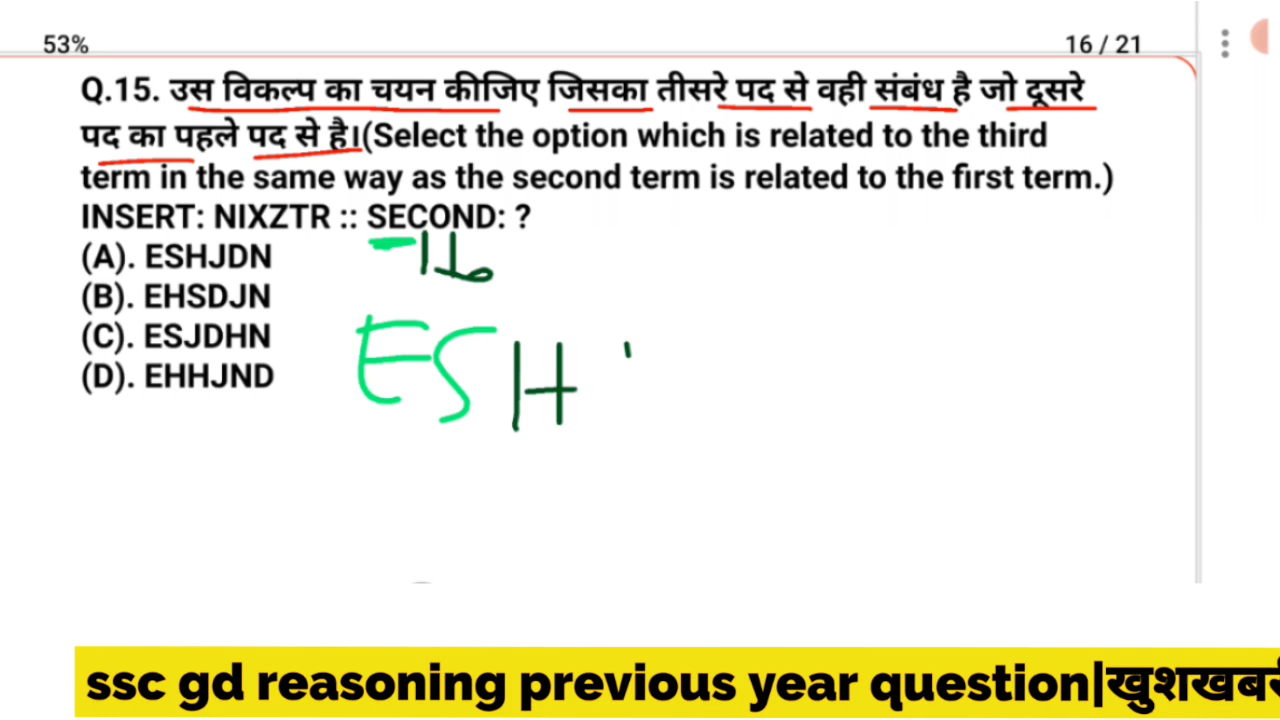 53%
16 / 21
Q.15. उस विकल्प का चयन कीजिए जिसका तीसरे पद से वही संबंध है जो दूसरे
पद का पहले पद से है।(Select the option which is related to the third
term in the same way as the second term is related to the first term.)
INSERT: NIXZTR :: SECOND: ?
(A). ESHJDN
(B). EHSDJN
(C). ESJDHN
(D). EHHJND
ESH
ssc gd reasoning previous year question|खुशखबरी